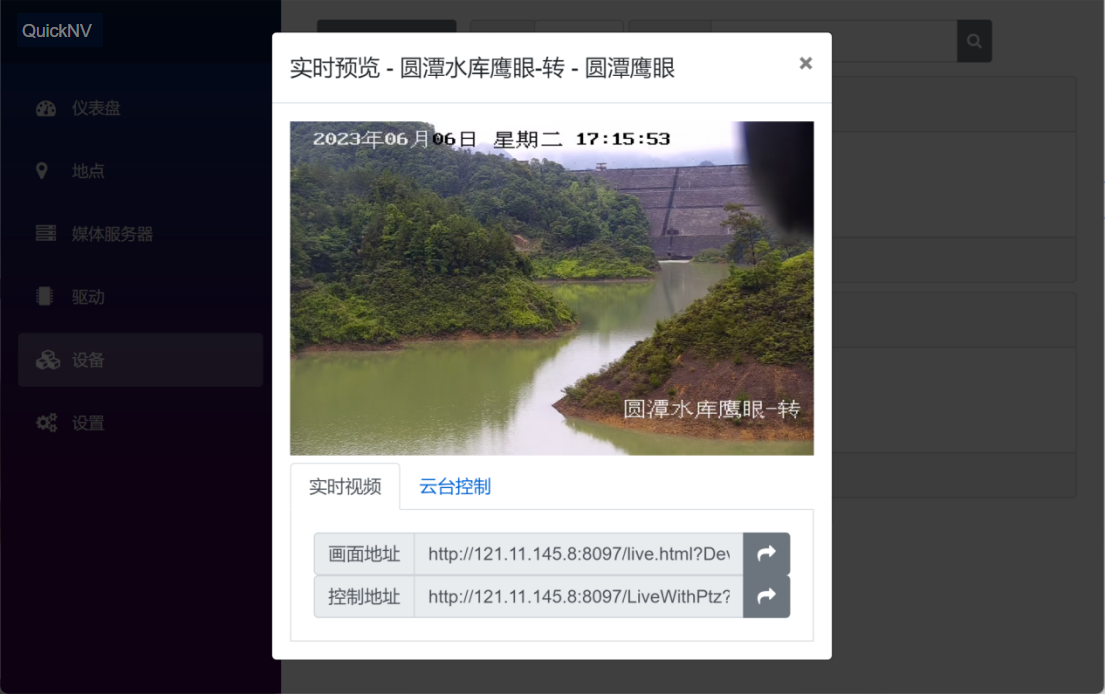 QuickNV
仪表盘
地点
媒体服务器
驱动
设备
设置
实时预览 - 圆潭水库鹰眼-转 - 圆潭鹰眼
×
2023年06月06日 星期二 17:15:53
圆潭水库鹰眼-转
实时视频 云台控制
画面地址 http://121.11.145.8:8097/live.html?Dev
控制地址 http://121.11.145.8:8097/LiveWithPtz?